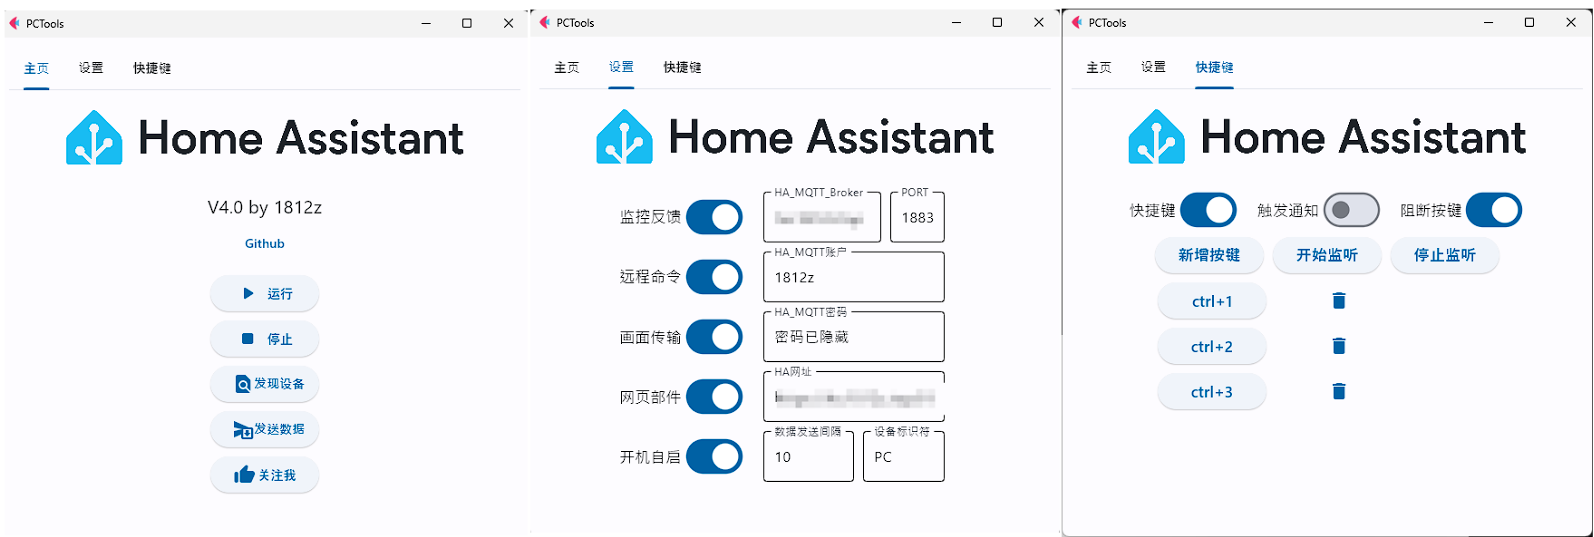 PCTools
主页 设置 快捷键
Home Assistant
V4.0 by 1812z
Github
运行
停止
发现设备
发送数据
关注我
PCTools
主页 设置 快捷键
Home Assistant
监控反馈
HA_MQTT_Broker
PORT
1883
远程命令
HA_MQTT账户
1812z
画面传输
HA_MQTT密码
密码已隐藏
网页部件
HA网址
开机自启
数据发送间隔
10
设备标识符
PC
PCTools
主页 设置 快捷键
Home Assistant
快捷键 触发通知 阻断按键
新增按键 开始监听 停止监听
ctrl+1
ctrl+2
ctrl+3